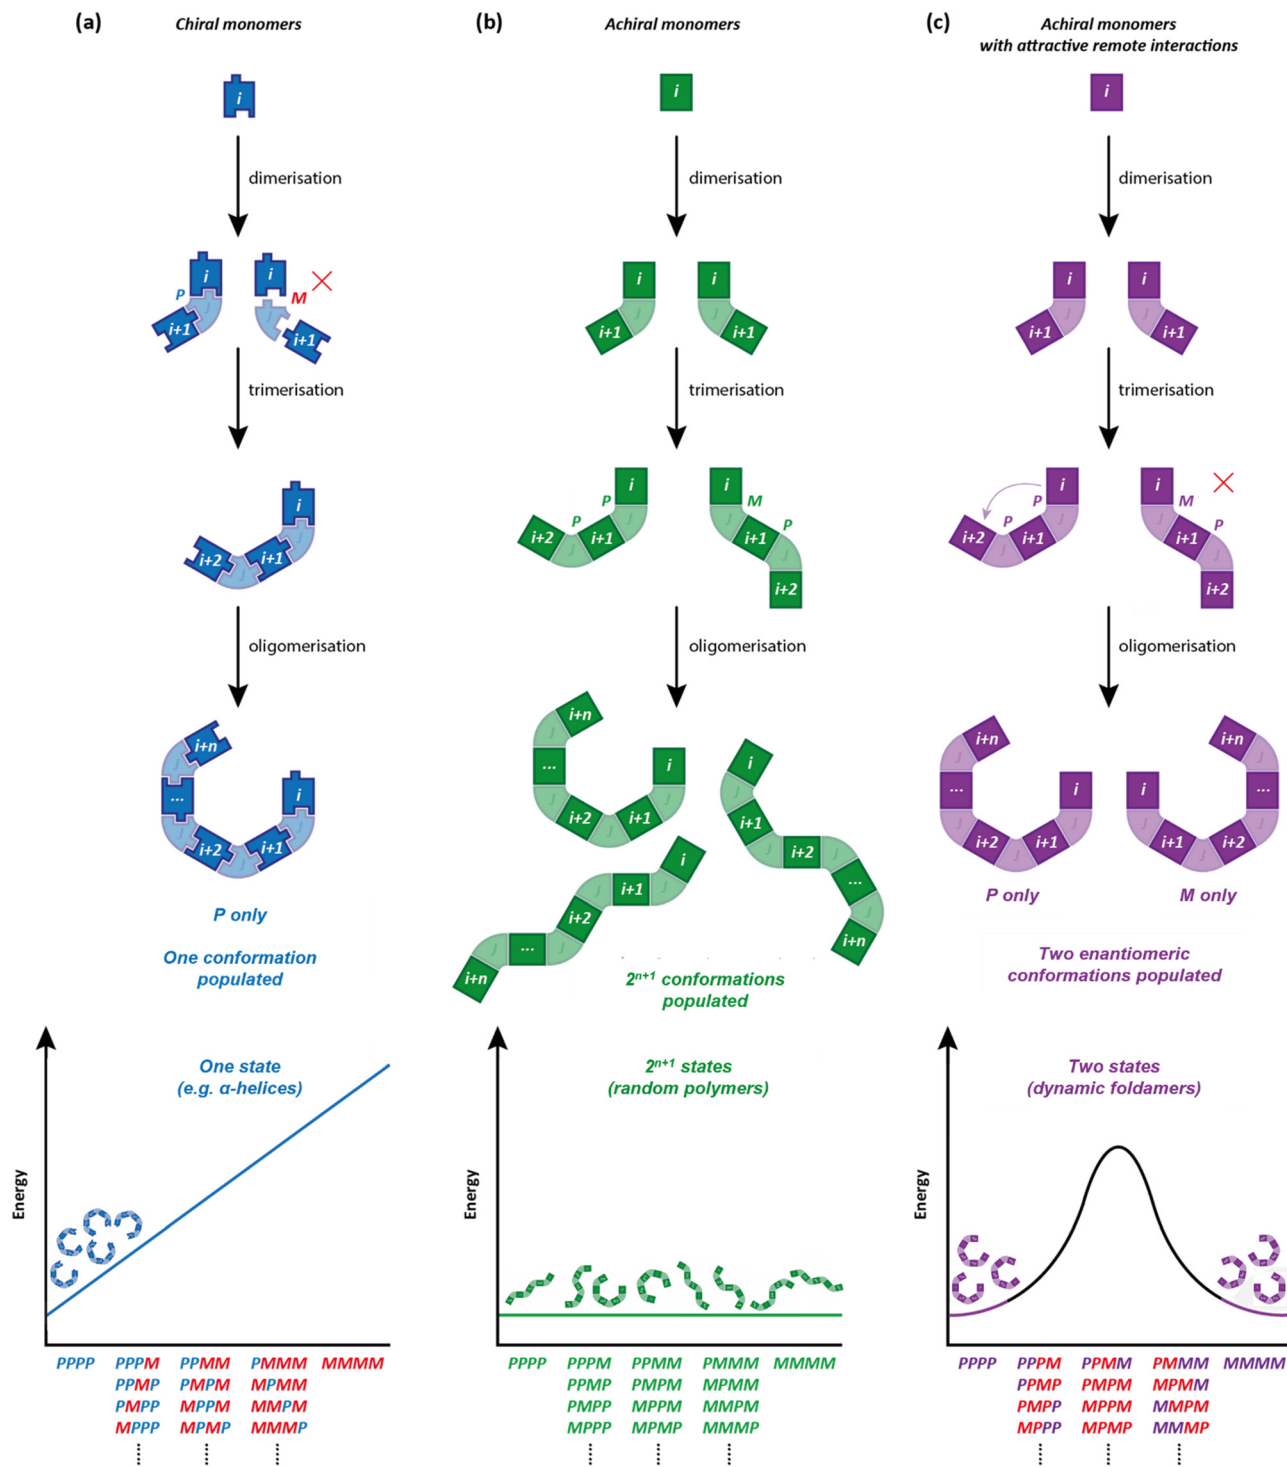 (a)
Chiral monomers
i
dimerisation
i
i
P
M
i+1
i+1
trimerisation
i
i+2
i+1
oligomerisation
i+n
...
i
i+2
i+1
P only
One conformation
populated
One state
(e.g. α-helices)
Energy
PPPP PPPM PPMM PMMM MMMM
PPMP PMPM MPMM
PMPP MPPM MMPM
MPPP MPMP MMMP
(b)
Achiral monomers
i
dimerisation
i
i
i+1
i+1
trimerisation
i
i
P
M
P
P
i+2
i+1
i+1
i+2
oligomerisation
i+n
...
i
i+2
i+1
i
i+1
i+2
...
i+n
i
i+1
i+2
...
i+n
2ⁿ⁺¹ conformations
populated
2ⁿ⁺¹ states
(random polymers)
Energy
PPPP PPPM PPMM PMMM MMMM
PPMP PMPM MPMM
PMPP MPPM MMPM
MPPP MPMP MMMP
(c)
Achiral monomers
with attractive remote interactions
i
dimerisation
i
i
i+1
i+1
trimerisation
i
i
P
M
P
P
i+2
i+1
i+1
i+2
oligomerisation
i+n
...
i
i+2
i+1
i+n
...
i
i+1
i+2
P only
M only
Two enantiomeric
conformations populated
Two states
(dynamic foldamers)
Energy
PPPP PPPM PPMM PMMM MMMM
PPMP PMPM MPMM
PMPP MPMP MMPM
MPPP MPMP MMMP